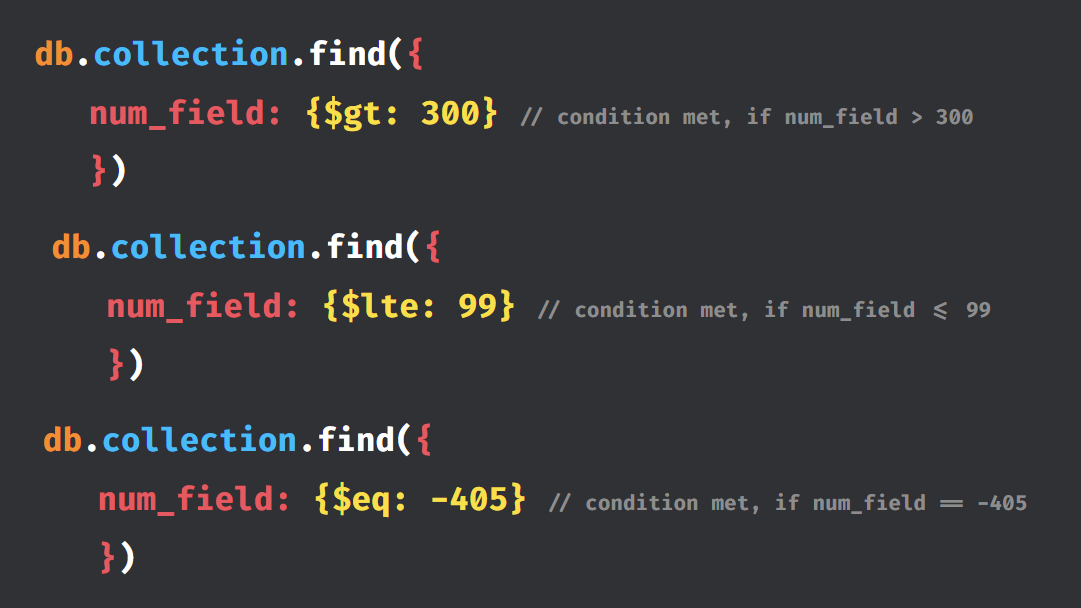 db.collection.find({
num_field: {$gt: 300} // condition met, if num_field > 300
})
db.collection.find({
num_field: {$lte: 99} // condition met, if num_field <= 99
})
db.collection.find({
num_field: {$eq: -405} // condition met, if num_field == -405
})